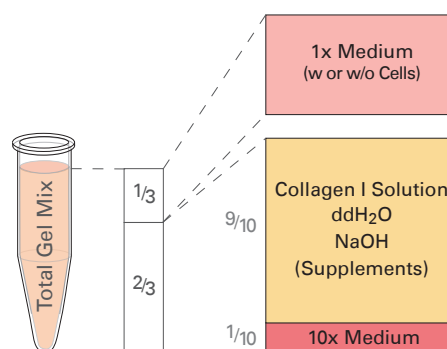 1x Medium
(w or w/o Cells)
Total Gel Mix
1/3
2/3
9/10
Collagen I Solution
ddH₂O
NaOH
(Supplements)
1/10
10x Medium